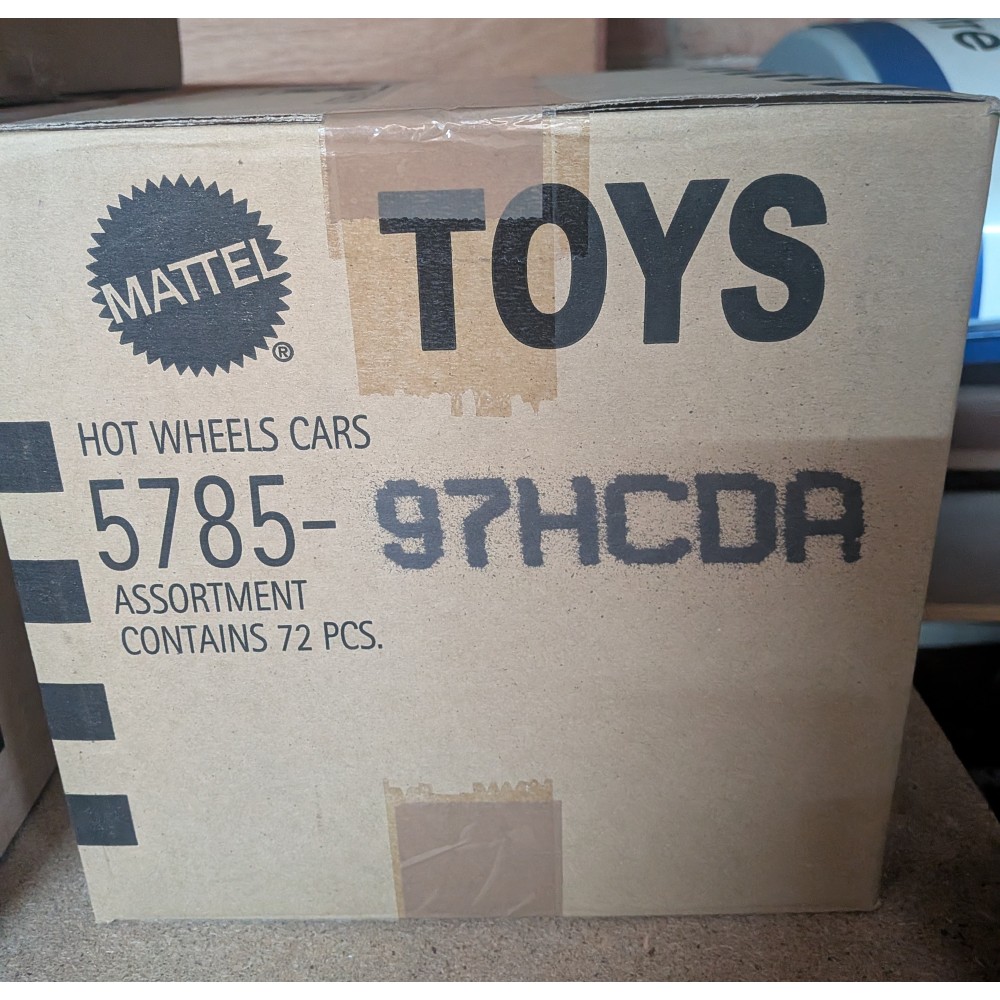 MATTEL
®
TOYS
HOT WHEELS CARS
5785- 97HCDA
ASSORTMENT
CONTAINS 72 PCS.